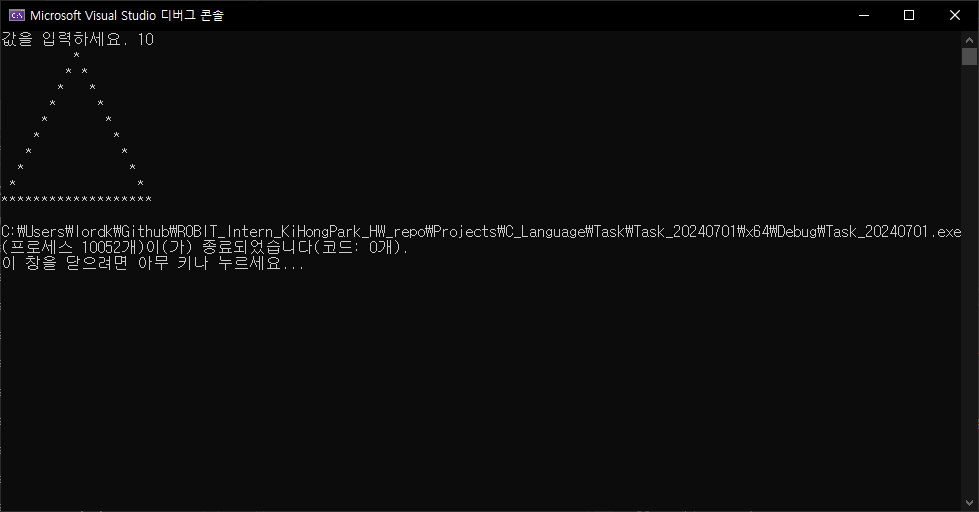 Microsoft Visual Studio 디버그 콘솔
값을 입력하세요. 10
         *
        * *
       *   *
      *     *
     *       *
    *         *
   *           *
  *             *
 *               *
*******************
C:\Users\lordk\Github\ROBIT_Intern_KiHongPark_HW_repo\Projects\C_Language\Task\Task_20240701\x64\Debug\Task_20240701.exe
(프로세스 10052개)이(가) 종료되었습니다(코드: 0개).
이 창을 닫으려면 아무 키나 누르세요...